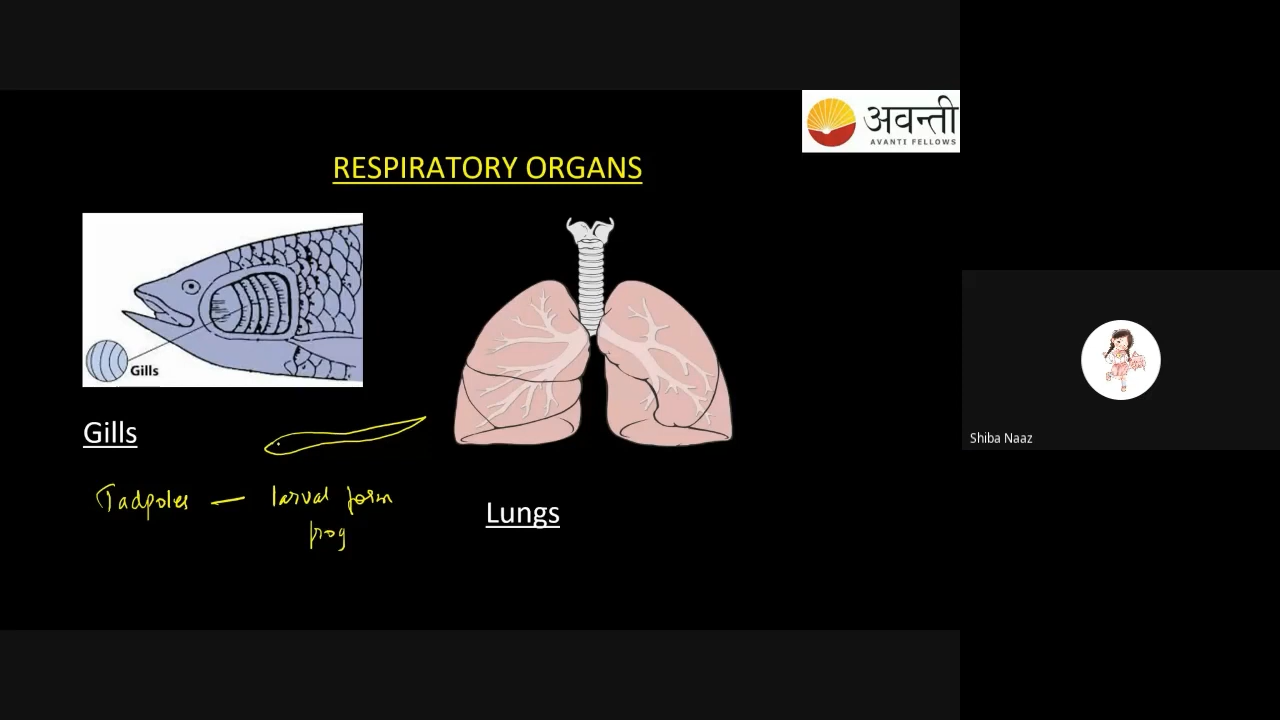 अवन्ती
AVANTI FELLOWS
RESPIRATORY ORGANS
Gills
Gills
Tadpoles — larval form
frog
Lungs
Shiba Naaz